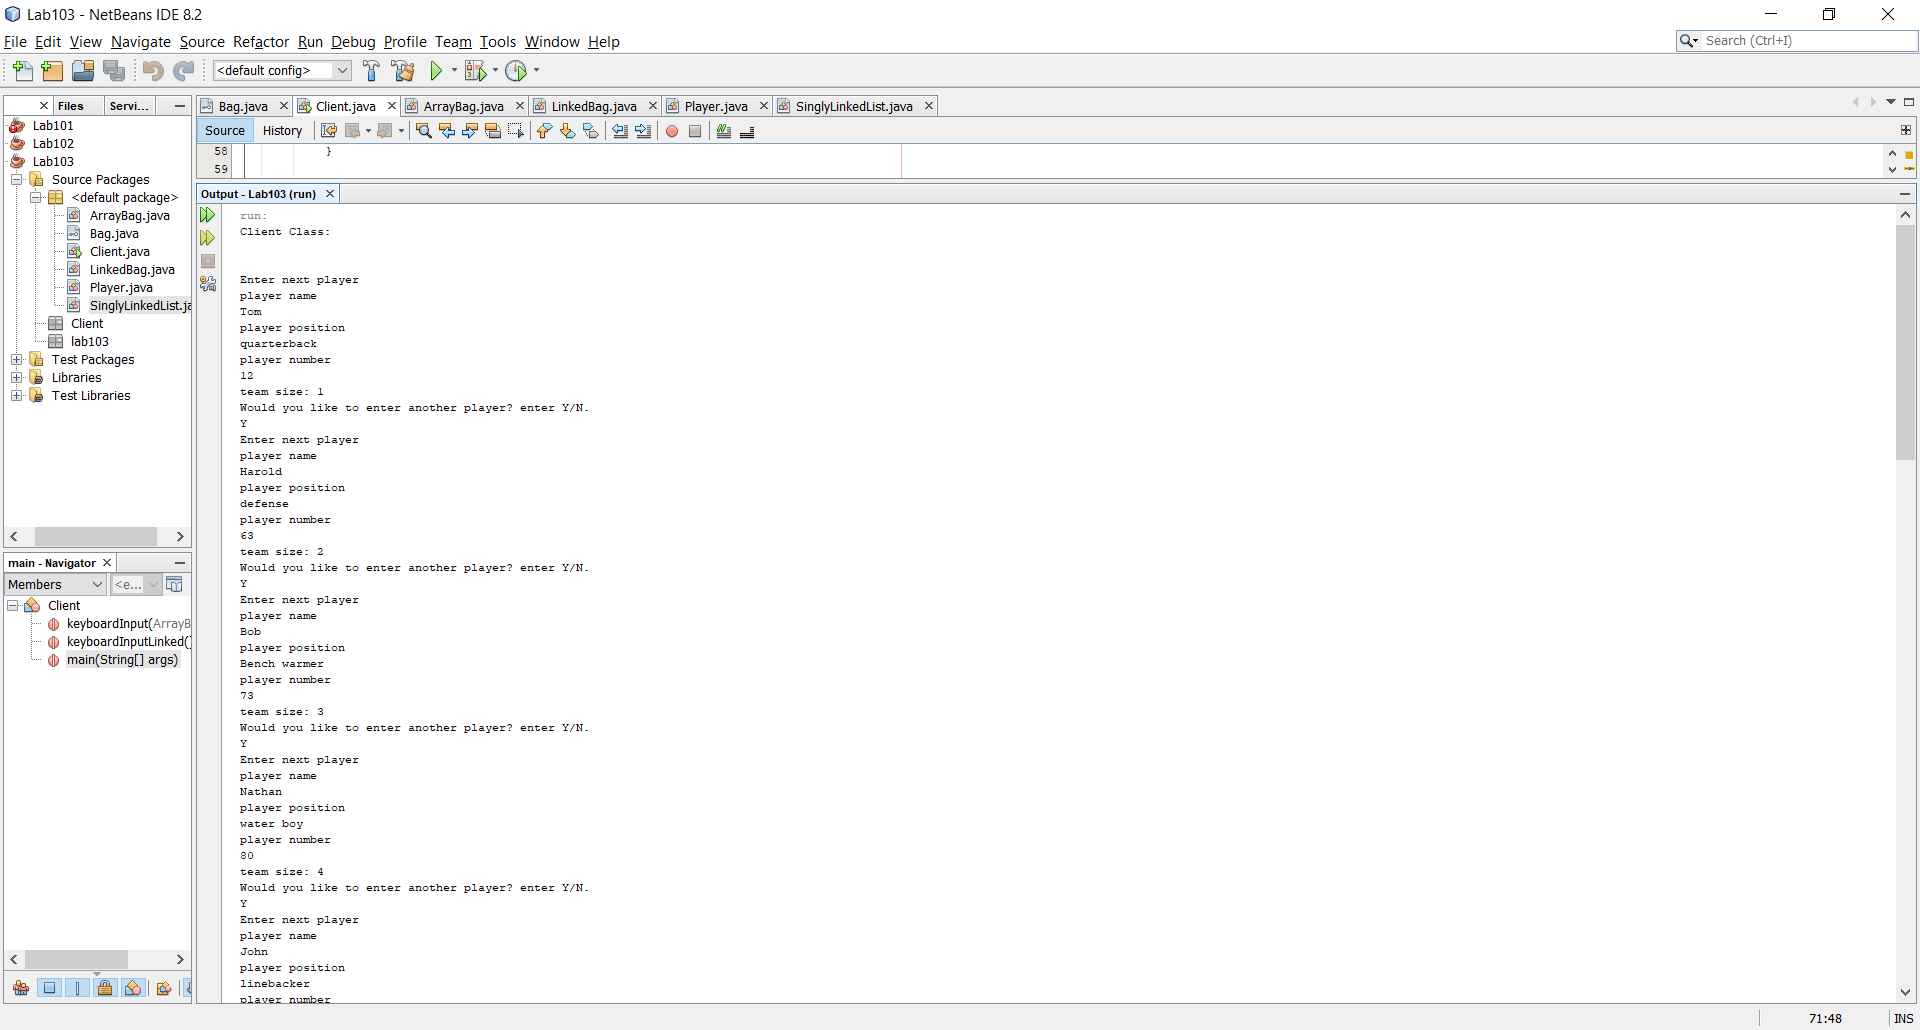 Lab103 - NetBeans IDE 8.2
File Edit View Navigate Source Refactor Run Debug Profile Team Tools Window Help
Search (Ctrl+I)
<default config>
Files Servi...
Bag.java Client.java ArrayBag.java LinkedBag.java Player.java SinglyLinkedList.java
Source History
58 }
59
Lab101
Lab102
Lab103
Source Packages
<default package>
ArrayBag.java
Bag.java
Client.java
LinkedBag.java
Player.java
SinglyLinkedList.ja
Client
lab103
Test Packages
Libraries
Test Libraries
main - Navigator
Members <e...
Client
keyboardInput(ArrayB
keyboardInputLinked(
main(String[] args)
Output - Lab103 (run)
run:
Client Class:
Enter next player
player name
Tom
player position
quarterback
player number
12
team size: 1
Would you like to enter another player? enter Y/N.
Y
Enter next player
player name
Harold
player position
defense
player number
63
team size: 2
Would you like to enter another player? enter Y/N.
Y
Enter next player
player name
Bob
player position
Bench warmer
player number
73
team size: 3
Would you like to enter another player? enter Y/N.
Y
Enter next player
player name
Nathan
player position
water boy
player number
80
team size: 4
Would you like to enter another player? enter Y/N.
Y
Enter next player
player name
John
player position
linebacker
player number
71:48 INS